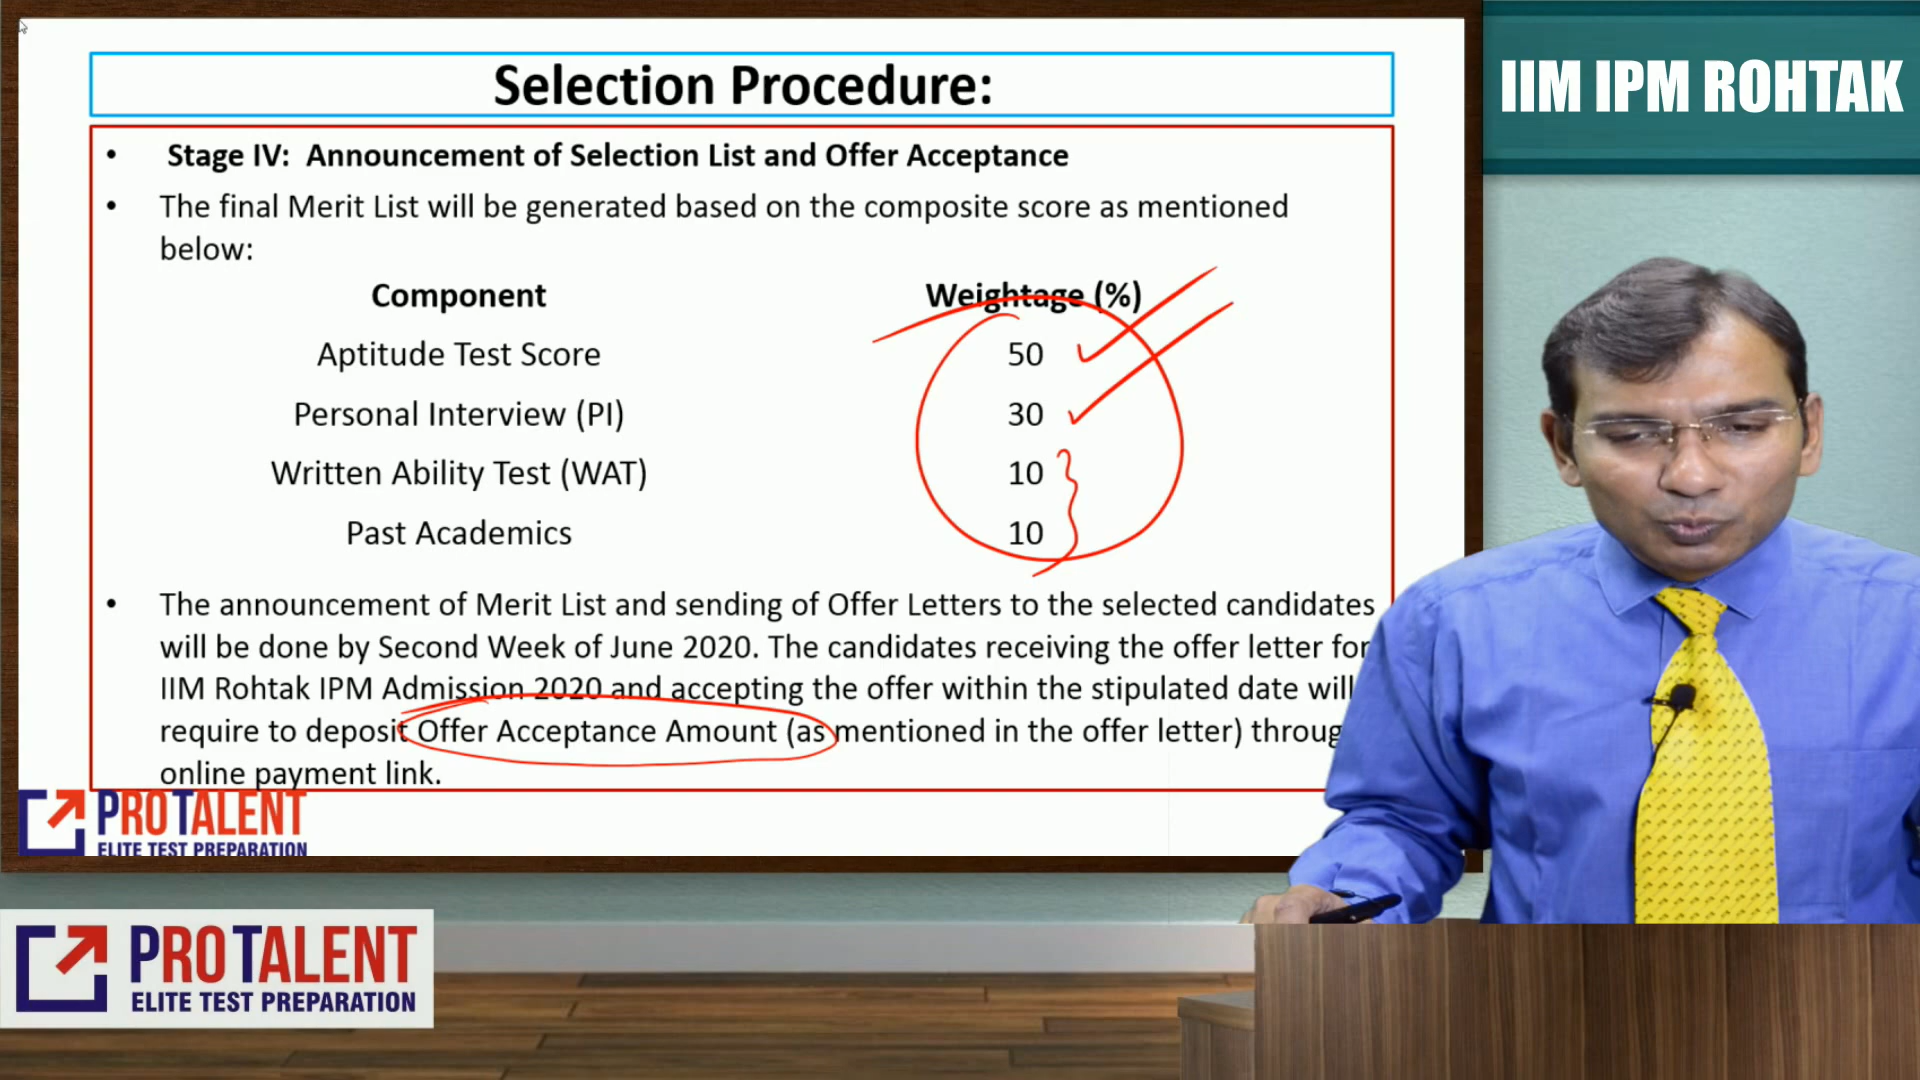 Selection Procedure:
IIM IPM ROHTAK
• Stage IV: Announcement of Selection List and Offer Acceptance
• The final Merit List will be generated based on the composite score as mentioned
below:
Component Weightage (%)
Aptitude Test Score 50
Personal Interview (PI) 30
Written Ability Test (WAT) 10
Past Academics 10
• The announcement of Merit List and sending of Offer Letters to the selected candidates
will be done by Second Week of June 2020. The candidates receiving the offer letter for
IIM Rohtak IPM Admission 2020 and accepting the offer within the stipulated date will
require to deposit Offer Acceptance Amount (as mentioned in the offer letter) throug
online payment link.
PROTALENT
ELITE TEST PREPARATION
PROTALENT
ELITE TEST PREPARATION